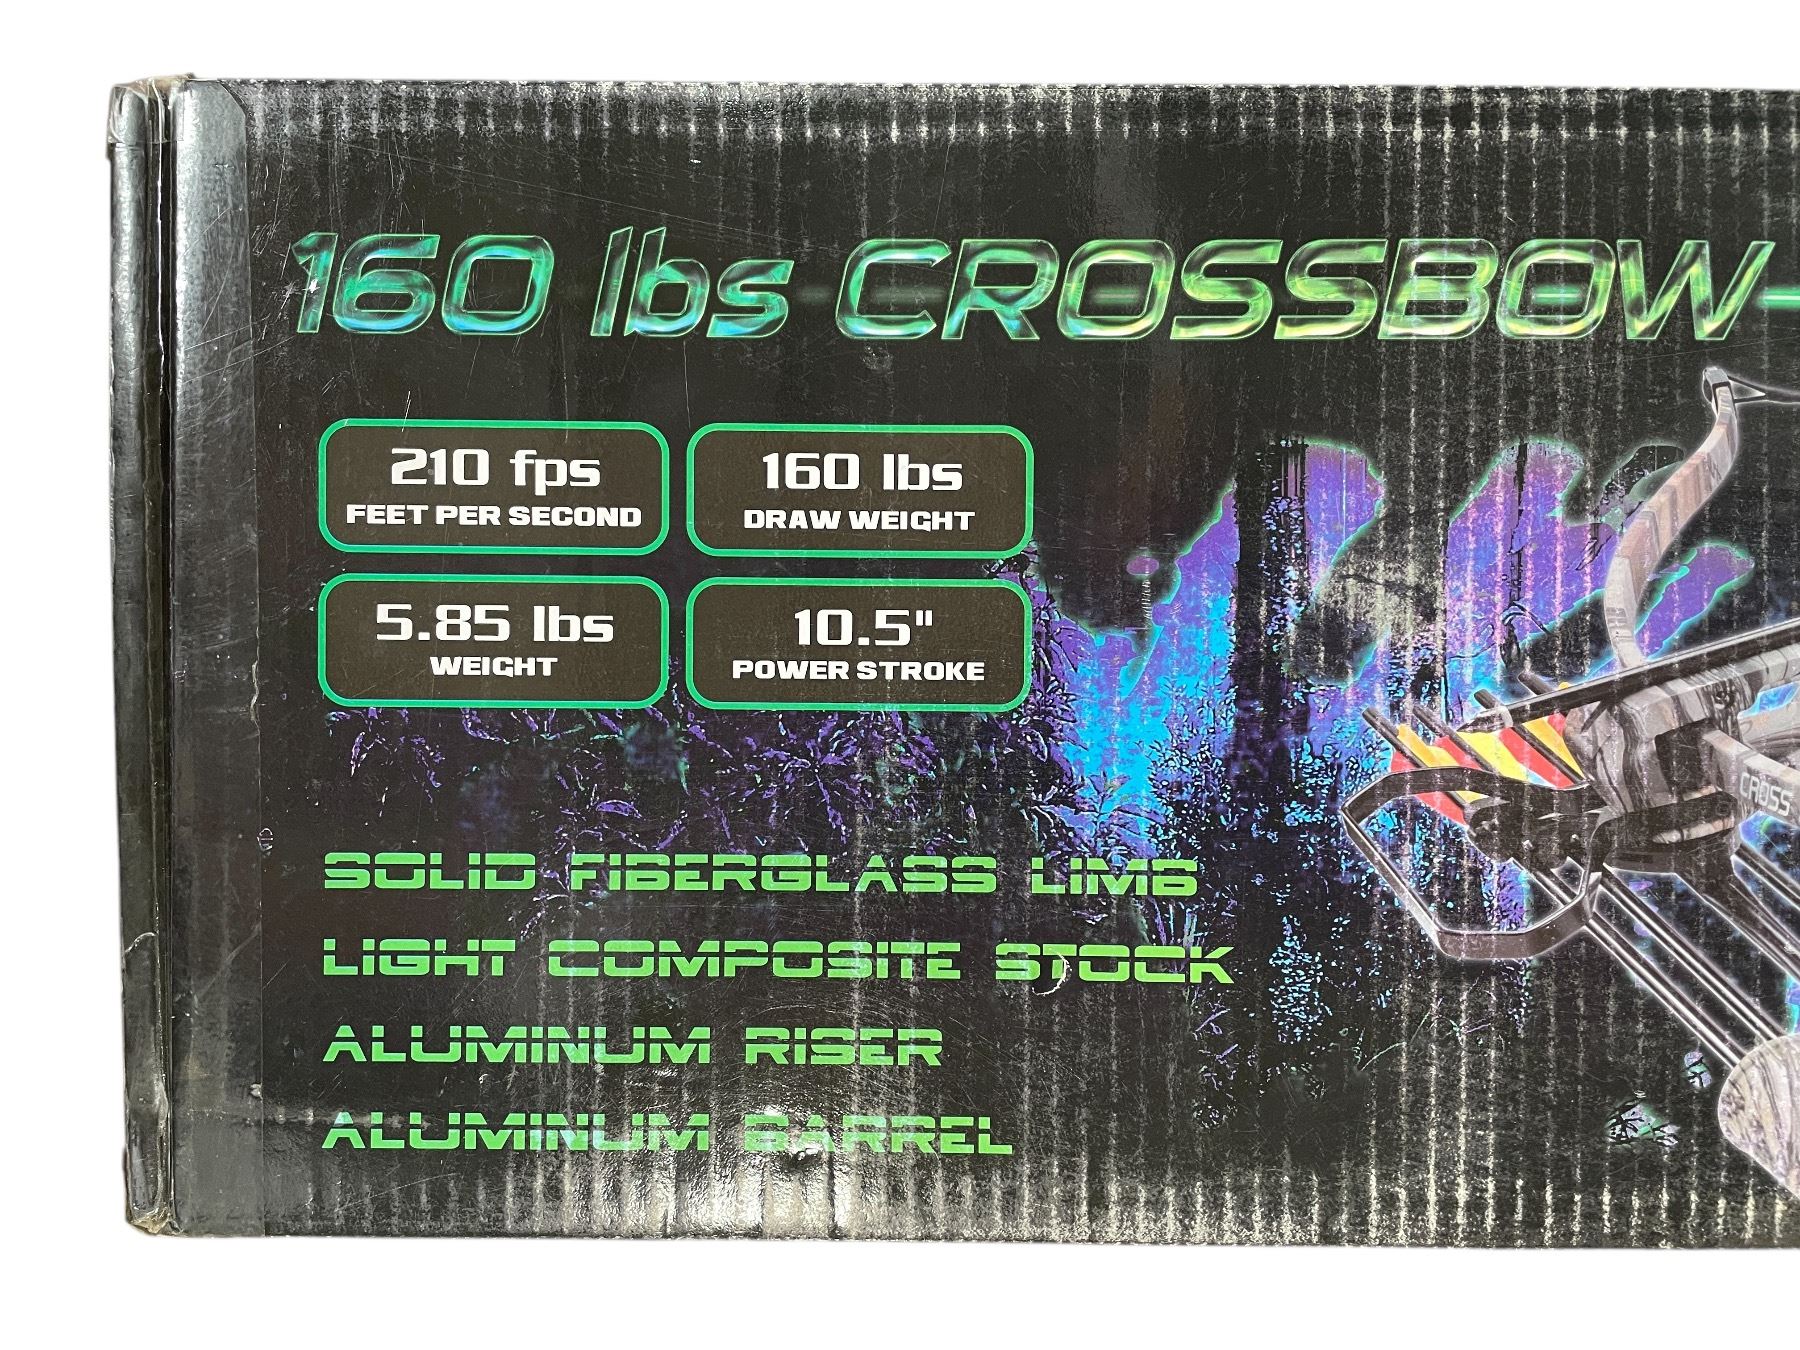 160 lbs CROSSBOW
210 fps
FEET PER SECOND
160 lbs
DRAW WEIGHT
5.85 lbs
WEIGHT
10.5"
POWER STROKE
SOLID FIBERGLASS LIMB
LIGHT COMPOSITE STOCK
ALUMINUM RISER
ALUMINUM BARREL
CROSS